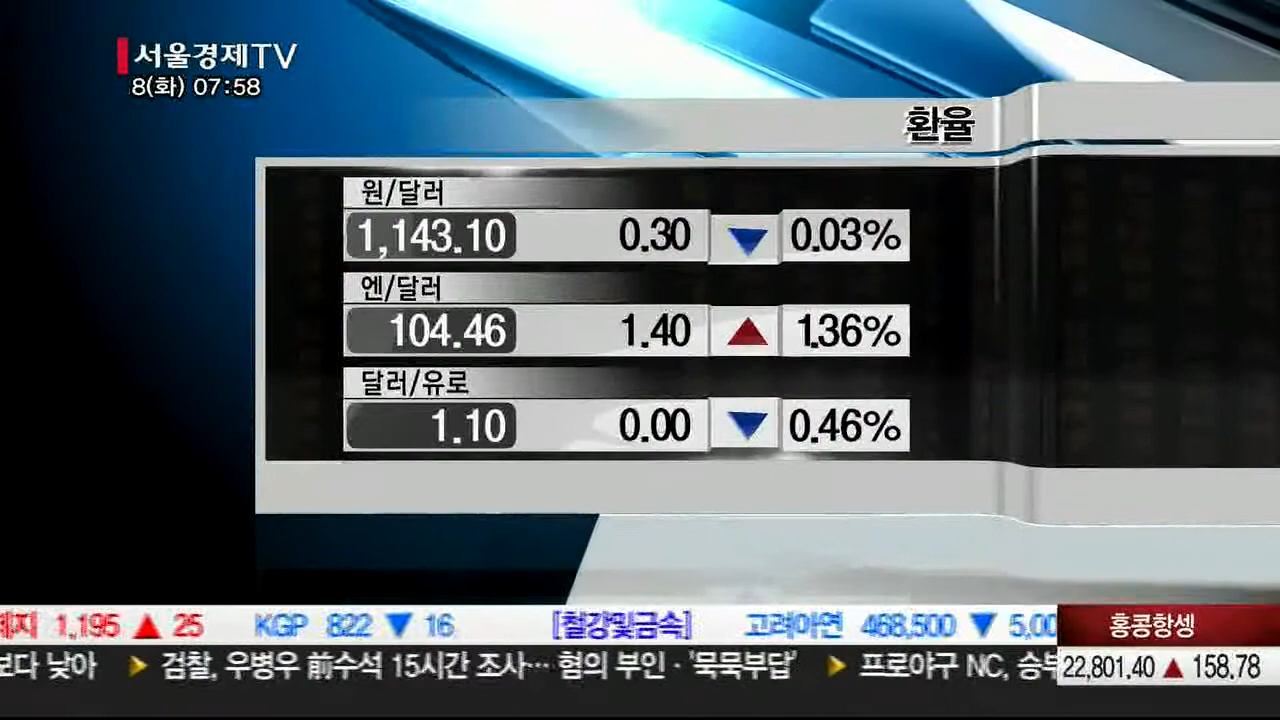 서울경제TV
8(화) 07:58
환율
원/달러
1,143.10 0.30 ▼ 0.03%
엔/달러
104.46 1.40 ▲ 1.36%
달러/유로
1.10 0.00 ▼ 0.46%
1,195 ▲ 25 KGP 822 ▼ 16 [철강및금속] 고려아연 468,500 ▼ 5,00
홍콩항셍
보다 낮아 ▶ 검찰, 우병우 前수석 15시간 조사… 혐의 부인·'묵묵부답' ▶ 프로야구 NC, 승부
22,801.40 ▲ 158.78